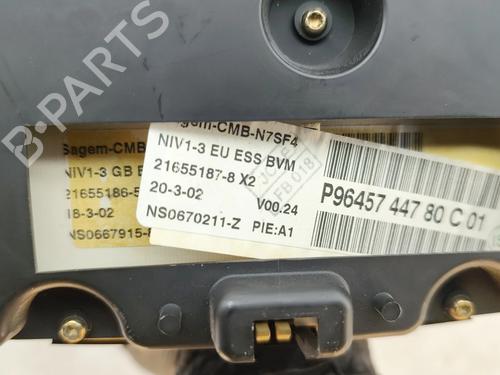 B-PARTS
Sagem-CMB
NIV1-3 GB
21655186-5
18-3-02
NS0667915-
Sagem-CMB-N7SF4
NIV1-3 EU ESS BVM
21655187-8 X2
20-3-02 V00.24
NS0670211-Z PIE:A1
P96457 447 80 C 01